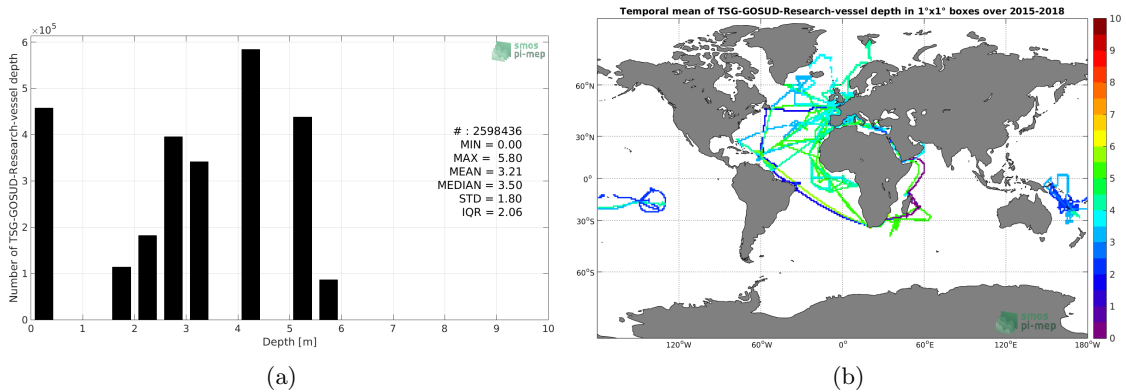 ×10⁵
Number of TSG-GOSUD-Research-vessel depth
6
5
4
3
2
1
0
0 1 2 3 4 5 6 7 8 9 10
Depth [m]
smos
pi-mep
# : 2598436
MIN = 0.00
MAX = 5.80
MEAN = 3.21
MEDIAN = 3.50
STD = 1.80
IQR = 2.06
(a)
Temporal mean of TSG-GOSUD-Research-vessel depth in 1°x1° boxes over 2015-2018
60°N
30°N
0°
30°S
60°S
120°W 60°W 0° 60°E 120°E 180°W
smos
pi-mep
10
9
8
7
6
5
4
3
2
1
0
(b)